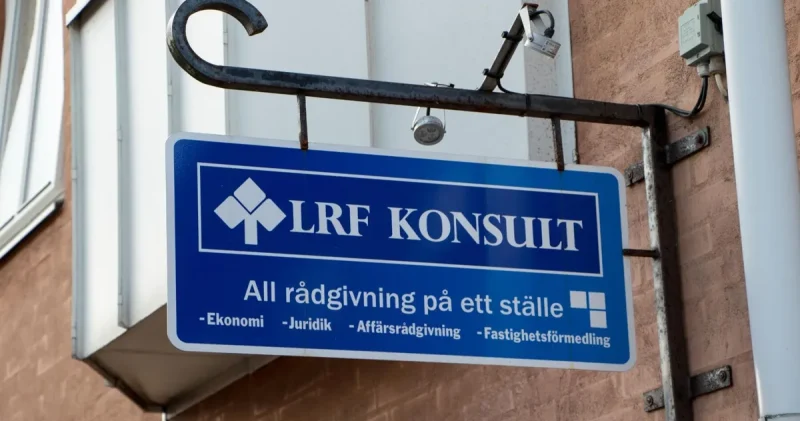 LRF KONSULT
All rådgivning på ett ställe
-Ekonomi -Juridik -Affärsrådgivning -Fastighetsförmedling